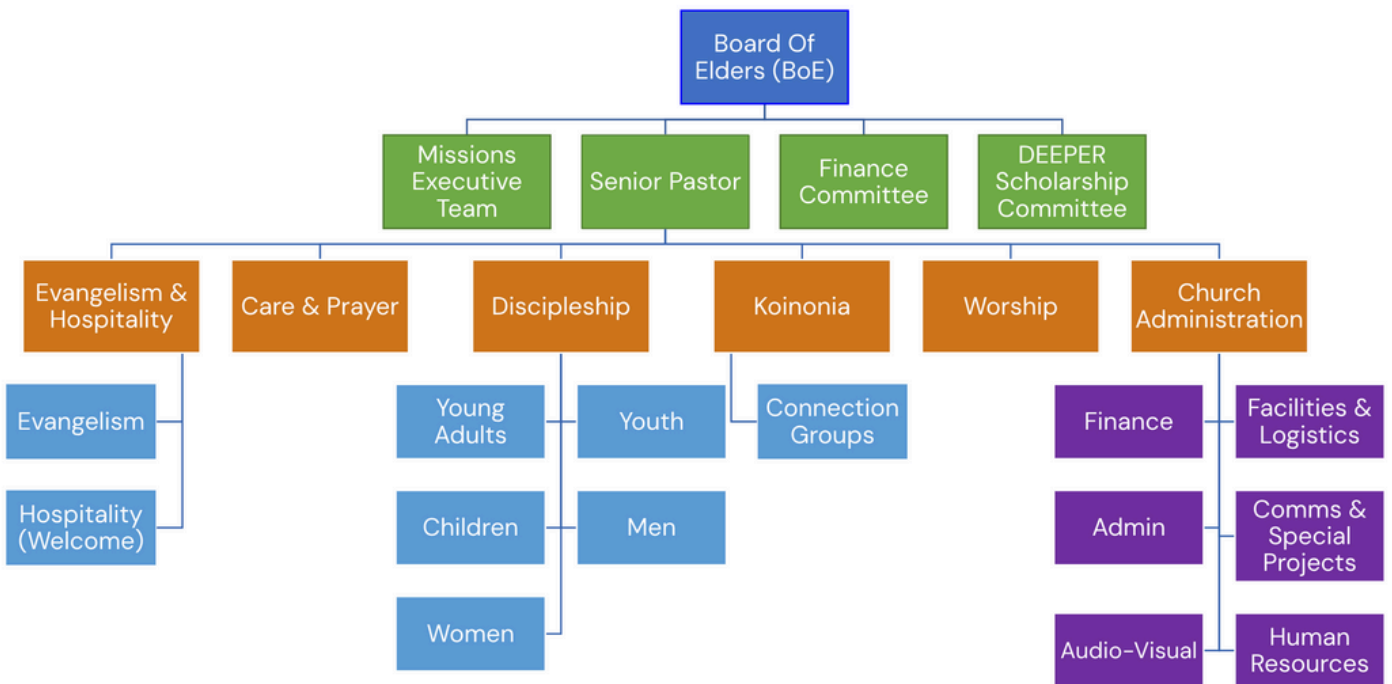 Board Of
Elders (BoE)
Missions
Executive
Team
Senior Pastor
Finance
Committee
DEEPER
Scholarship
Committee
Evangelism &
Hospitality
Care & Prayer
Discipleship
Koinonia
Worship
Church
Administration
Evangelism
Young
Adults
Youth
Connection
Groups
Finance
Facilities &
Logistics
Hospitality
(Welcome)
Children
Men
Admin
Comms &
Special
Projects
Women
Audio-Visual
Human
Resources